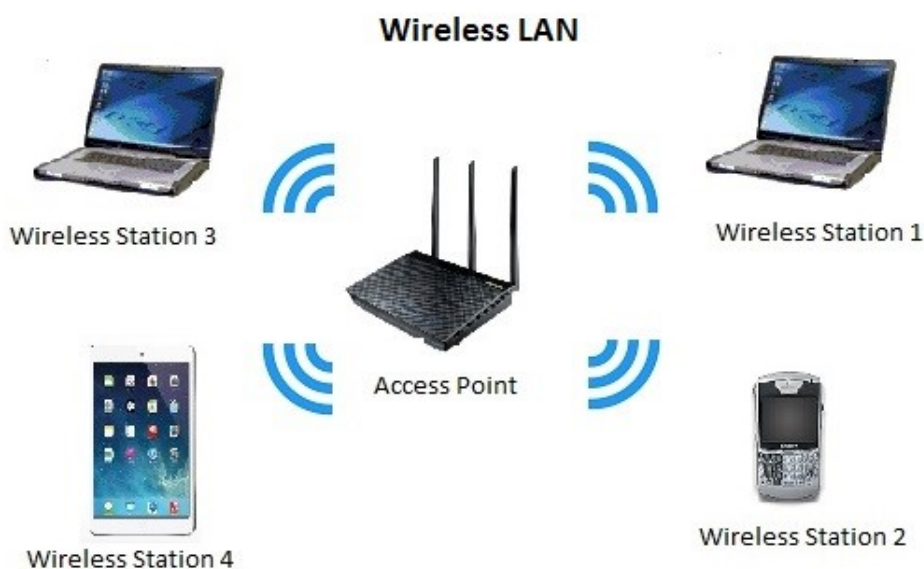 Wireless LAN
Wireless Station 3
Wireless Station 1
Access Point
Wireless Station 4
Wireless Station 2